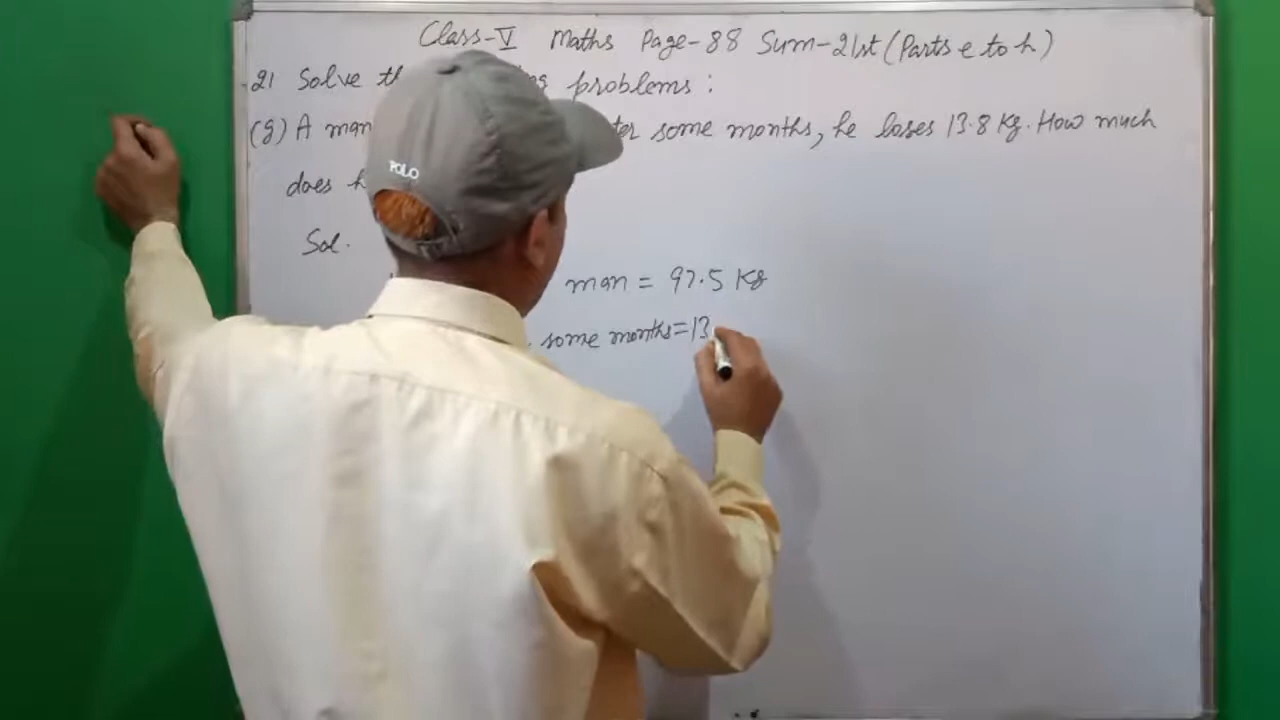 Class-V Maths Page-88 Sum-21st (Parts e to h)
21 Solve problems :
(g) A man some months, he loses 13.8 Kg. How much
does
Sol.
man = 97.5 Kg
some months=13
POLO